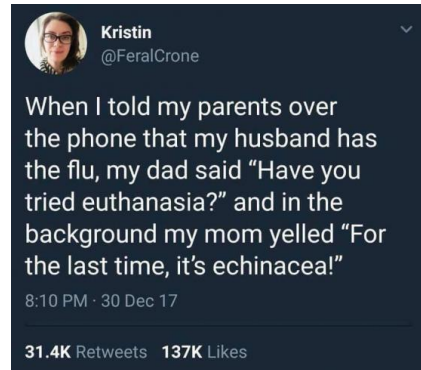 Kristin
@FeralCrone
When I told my parents over
the phone that my husband has
the flu, my dad said “Have you
tried euthanasia?” and in the
background my mom yelled “For
the last time, it’s echinacea!”
8:10 PM · 30 Dec 17
31.4K Retweets 137K Likes